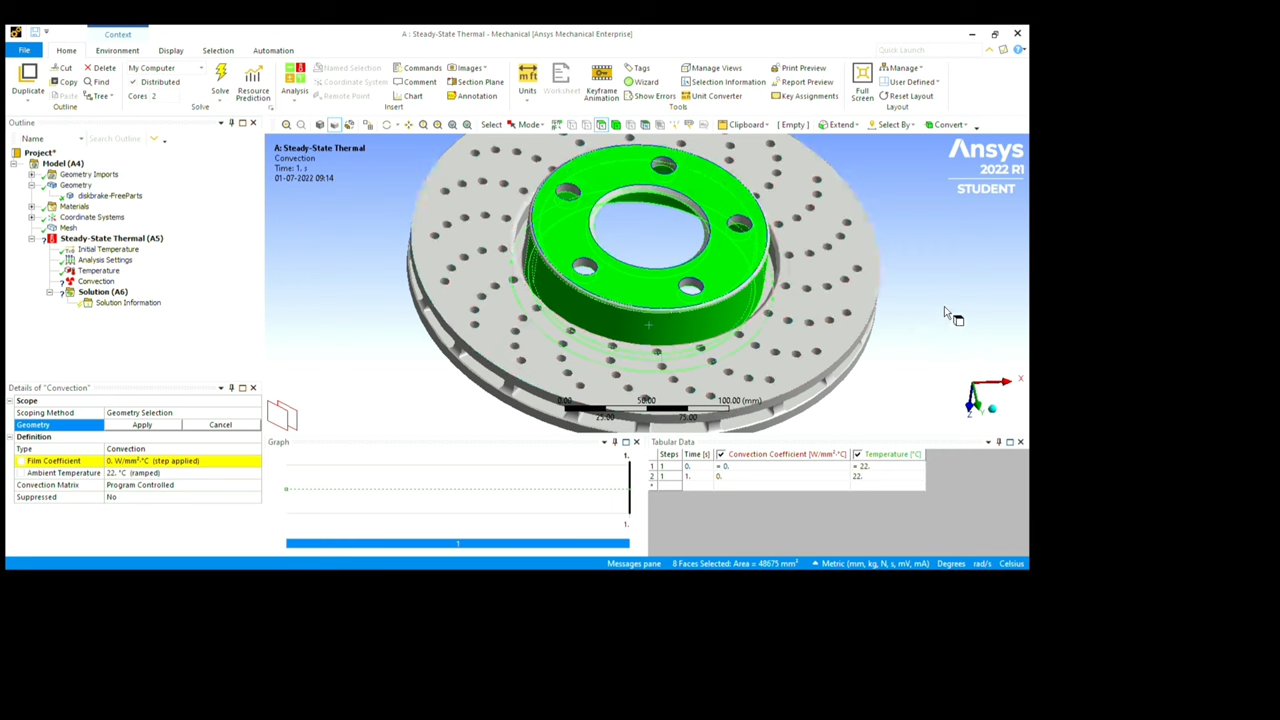 Context
A : Steady-State Thermal - Mechanical [Ansys Mechanical Enterprise]
File Home Environment Display Selection Automation Quick Launch
Duplicate Cut Copy Paste Delete Find Tree Outline
My Computer Distributed Cores 2 Solve Resource Prediction Solve
Analysis Named Selection Coordinate System Remote Point Commands Comment Chart Images Section Plane Annotation Insert
Units Worksheet Keyframe Animation Tags Wizard Show Errors Manage Views Selection Information Unit Converter Print Preview Report Preview Key Assignments Tools
Full Screen Manage User Defined Reset Layout Layout
Outline
Select Mode Clipboard [ Empty ] Extend Select By Convert
Name Search Outline
Project*
Model (A4)
Geometry Imports
Geometry
diskbrake-FreeParts
Materials
Coordinate Systems
Mesh
Steady-State Thermal (A5)
Initial Temperature
Analysis Settings
Temperature
Convection
Solution (A6)
Solution Information
A: Steady-State Thermal
Convection
Time: 1. s
01-07-2022 09:14
Ansys
2022 R1
STUDENT
X
Y
Z
0.00 50.00 100.00 (mm)
25.00 75.00
Details of "Convection"
Scope
Scoping Method Geometry Selection
Geometry Apply Cancel
Definition
Type Convection
Film Coefficient 0. W/mm²·°C (step applied)
Ambient Temperature 22. °C (ramped)
Convection Matrix Program Controlled
Suppressed No
Graph
1.
1.
1
Tabular Data
Steps Time [s] Convection Coefficient [W/mm²·°C] Temperature [°C]
1 1 0. = 0. = 22.
2 1 1. 0. 22.
*
Messages pane 8 Faces Selected: Area = 48675 mm² Metric (mm, kg, N, s, mV, mA) Degrees rad/s Celsius